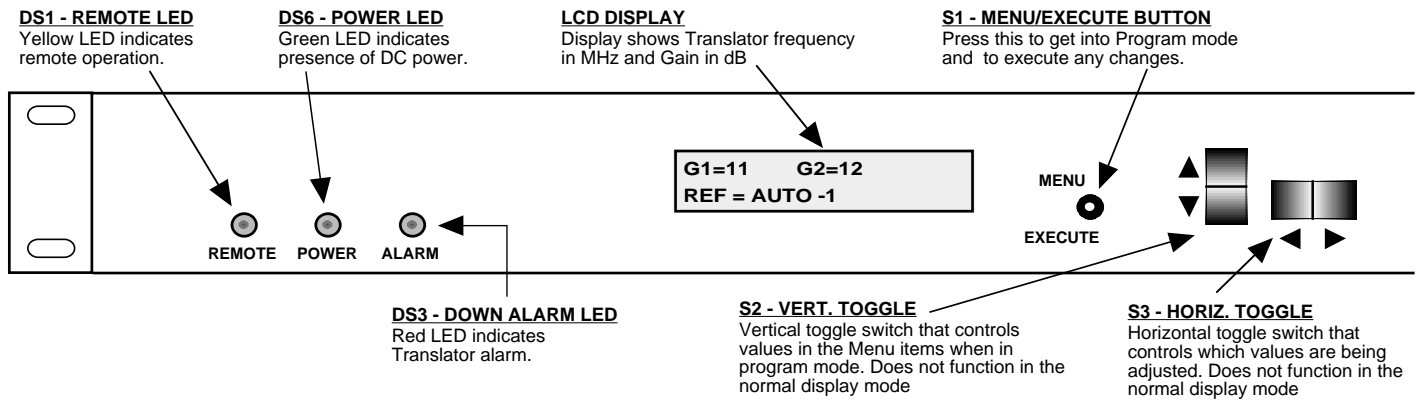 DS1 - REMOTE LED
Yellow LED indicates
remote operation.
DS6 - POWER LED
Green LED indicates
presence of DC power.
LCD DISPLAY
Display shows Translator frequency
in MHz and Gain in dB
S1 - MENU/EXECUTE BUTTON
Press this to get into Program mode
and  to execute any changes.
G1=11 G2=12
REF = AUTO -1
MENU
EXECUTE
REMOTE
POWER
ALARM
DS3 - DOWN ALARM LED
Red LED indicates
Translator alarm.
S2 - VERT. TOGGLE
Vertical toggle switch that controls
values in the Menu items when in
program mode. Does not function in the
normal display mode
S3 - HORIZ. TOGGLE
Horizontal toggle switch that
controls which values are being
adjusted. Does not function in the
normal display mode